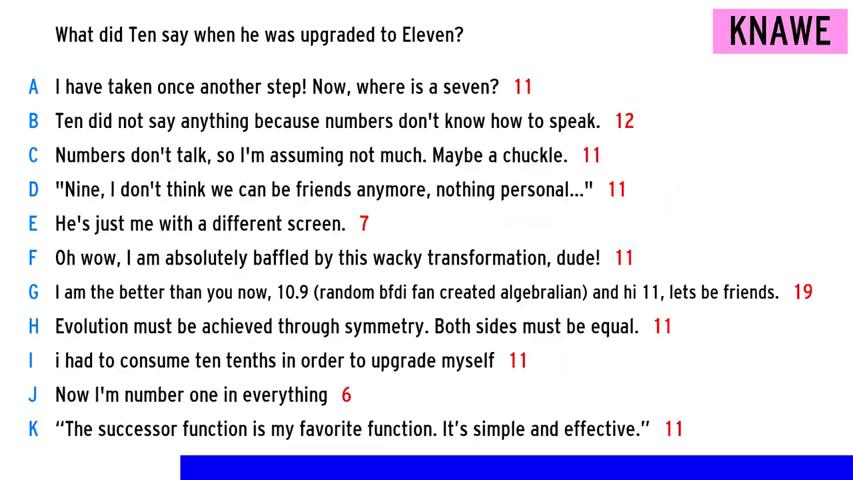 What did Ten say when he was upgraded to Eleven?
KNAWE
A I have taken once another step! Now, where is a seven? 11
B Ten did not say anything because numbers don't know how to speak. 12
C Numbers don't talk, so I'm assuming not much. Maybe a chuckle. 11
D "Nine, I don't think we can be friends anymore, nothing personal..." 11
E He's just me with a different screen. 7
F Oh wow, I am absolutely baffled by this wacky transformation, dude! 11
G I am the better than you now, 10.9 (random bfdi fan created algebralian) and hi 11, lets be friends. 19
H Evolution must be achieved through symmetry. Both sides must be equal. 11
I i had to consume ten tenths in order to upgrade myself 11
J Now I'm number one in everything 6
K “The successor function is my favorite function. It’s simple and effective.” 11